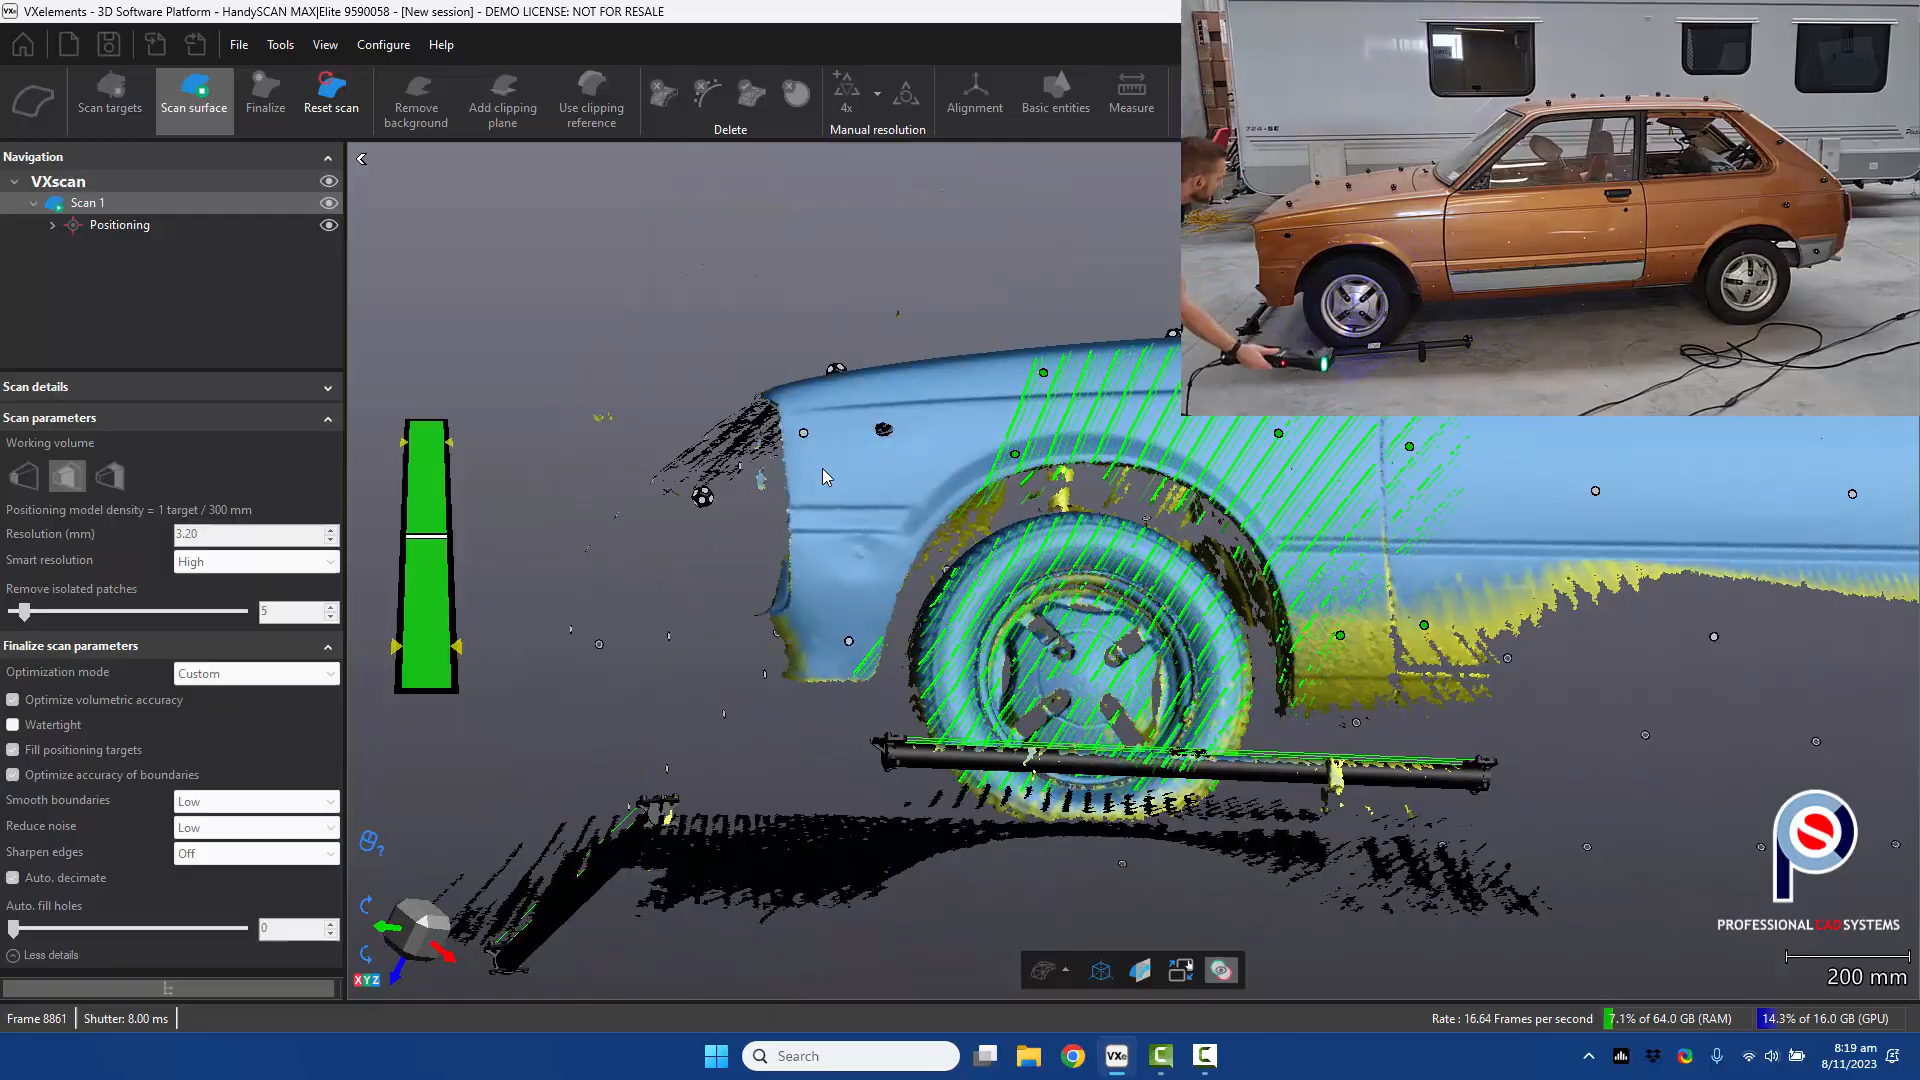 VXelements - 3D Software Platform - HandySCAN MAX|Elite 9590058 - [New session] - DEMO LICENSE: NOT FOR RESALE
File Tools View Configure Help
Scan targets
Scan surface
Finalize
Reset scan
Remove background
Add clipping plane
Use clipping reference
Delete
4x
Manual resolution
Alignment
Basic entities
Measure
Navigation
VXscan
Scan 1
Positioning
Scan details
Scan parameters
Working volume
Positioning model density = 1 target / 300 mm
Resolution (mm) 3.20
Smart resolution High
Remove isolated patches
5
Finalize scan parameters
Optimization mode Custom
Optimize volumetric accuracy
Watertight
Fill positioning targets
Optimize accuracy of boundaries
Smooth boundaries Low
Reduce noise Low
Sharpen edges Off
Auto. decimate
Auto. fill holes
0
Less details
724-SE
XYZ
PROFESSIONALCADSYSTEMS
200 mm
Frame 8861 Shutter: 8.00 ms
Rate : 16.64 Frames per second 7.1% of 64.0 GB (RAM) 14.3% of 16.0 GB (GPU)
Search
VXe
8:19 am
8/11/2023